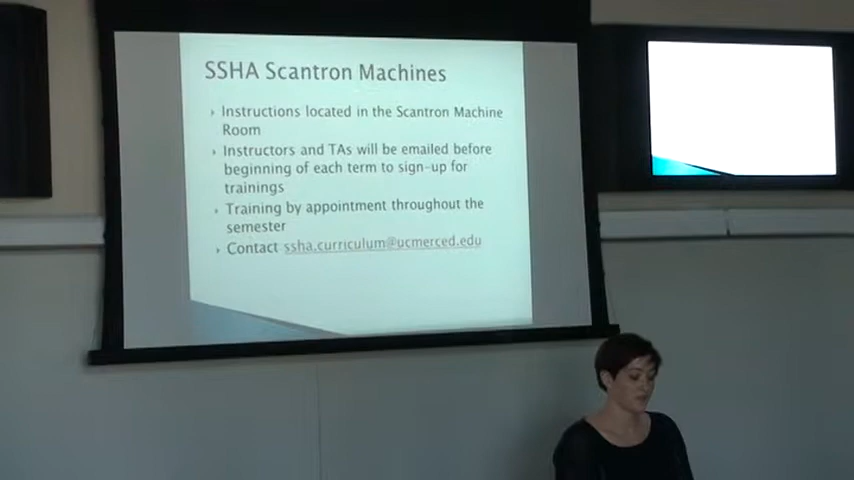 SSHA Scantron Machines
Instructions located in the Scantron Machine
Room
Instructors and TAs will be emailed before
beginning of each term to sign-up for
trainings
Training by appointment throughout the
semester
Contact ssha.curriculum@ucmerced.edu